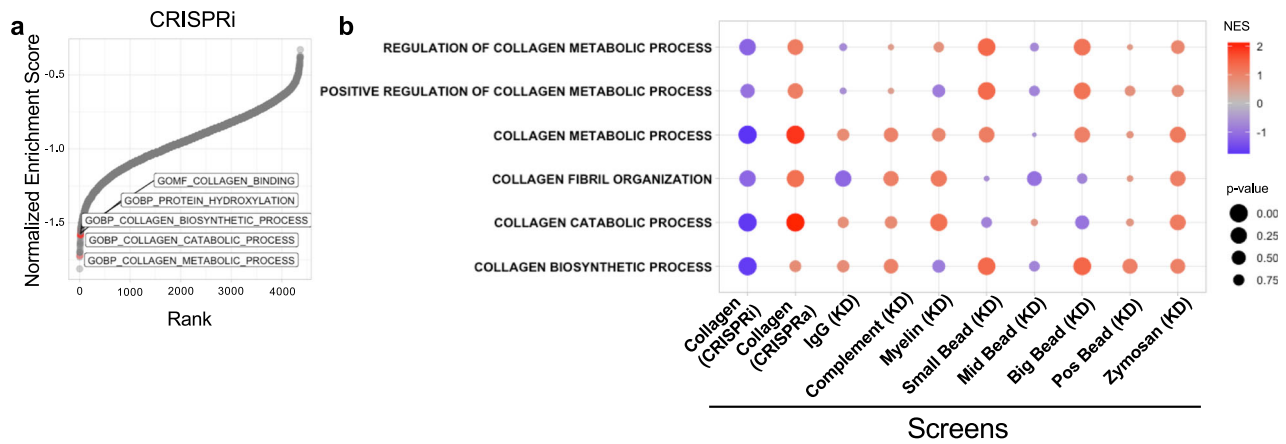 a
CRISPRi
Normalized Enrichment Score
-0.5
-1.0
-1.5
GOMF_COLLAGEN_BINDING
GOBP_PROTEIN_HYDROXYLATION
GOBP_COLLAGEN_BIOSYNTHETIC_PROCESS
GOBP_COLLAGEN_CATABOLIC_PROCESS
GOBP_COLLAGEN_METABOLIC_PROCESS
0
1000
2000
3000
4000
Rank
b
REGULATION OF COLLAGEN METABOLIC PROCESS
POSITIVE REGULATION OF COLLAGEN METABOLIC PROCESS
COLLAGEN METABOLIC PROCESS
COLLAGEN FIBRIL ORGANIZATION
COLLAGEN CATABOLIC PROCESS
COLLAGEN BIOSYNTHETIC PROCESS
Collagen
(CRISPRi)
Collagen
(CRISPRa)
IgG (KD)
Complement (KD)
Myelin (KD)
Small Bead (KD)
Mid Bead (KD)
Big Bead (KD)
Pos Bead (KD)
Zymosan (KD)
Screens
NES
2
1
0
-1
p-value
0.00
0.25
0.50
0.75